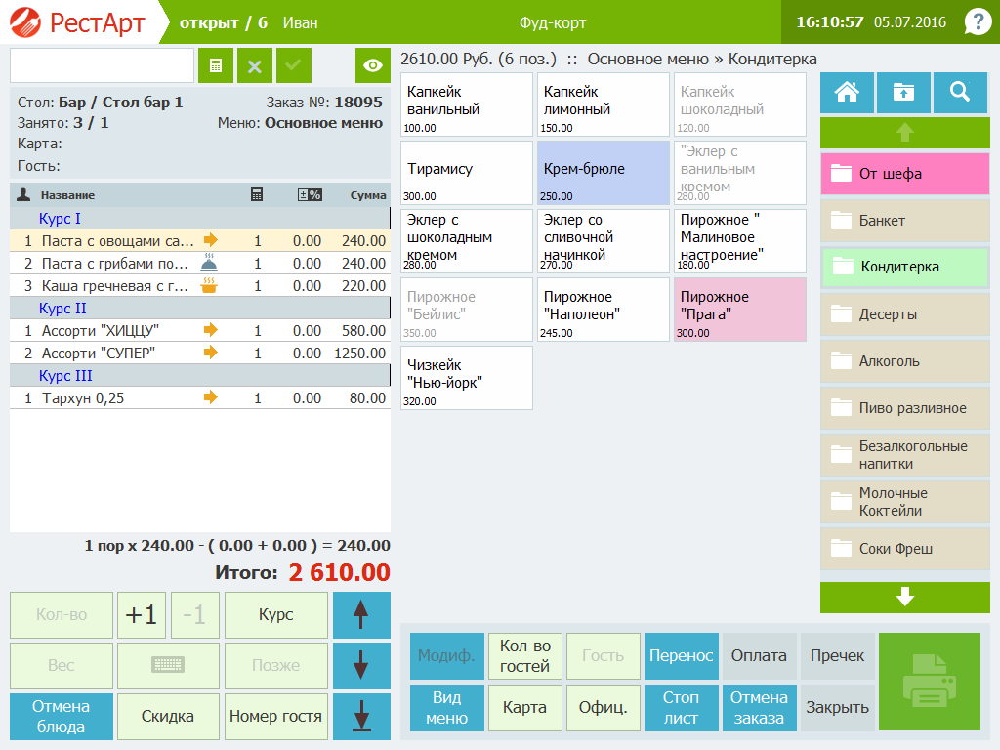 РестАрт
открыт / 6 Иван
Фуд-корт
16:10:57 05.07.2016
?
2610.00 Руб. (6 поз.) :: Основное меню » Кондитерка
Стол: Бар / Стол бар 1 Заказ №: 18095
Занято: 3 / 1 Меню: Основное меню
Карта:
Гость:
Название ±% Сумма
Курс I
1 Паста с овощами са... 1 0.00 240.00
2 Паста с грибами по... 1 0.00 240.00
3 Каша гречневая с г... 1 0.00 220.00
Курс II
1 Ассорти "ХИЦЦУ" 1 0.00 580.00
2 Ассорти "СУПЕР" 1 0.00 1250.00
Курс III
1 Тархун 0,25 1 0.00 80.00
1 пор x 240.00 - ( 0.00 + 0.00 ) = 240.00
Итого: 2 610.00
Кол-во +1 -1 Курс
Вес Позже
Отмена
блюда
Скидка
Номер гостя
Капкейк
ванильный
100.00
Капкейк
лимонный
150.00
Капкейк
шоколадный
120.00
Тирамису
300.00
Крем-брюле
250.00
"Эклер с
ванильным
кремом
280.00
Эклер с
шоколадным
кремом
280.00
Эклер со
сливочной
начинкой
270.00
Пирожное "
Малиновое
настроение"
180.00
Пирожное
"Бейлис"
350.00
Пирожное
"Наполеон"
245.00
Пирожное
"Прага"
300.00
Чизкейк
"Нью-йорк"
320.00
От шефа
Банкет
Кондитерка
Десерты
Алкоголь
Пиво разливное
Безалкогольные
напитки
Молочные
Коктейли
Соки Фреш
Модиф.
Кол-во
гостей
Гость
Перенос
Оплата
Пречек
Вид
меню
Карта
Офиц.
Стоп
лист
Отмена
заказа
Закрыть